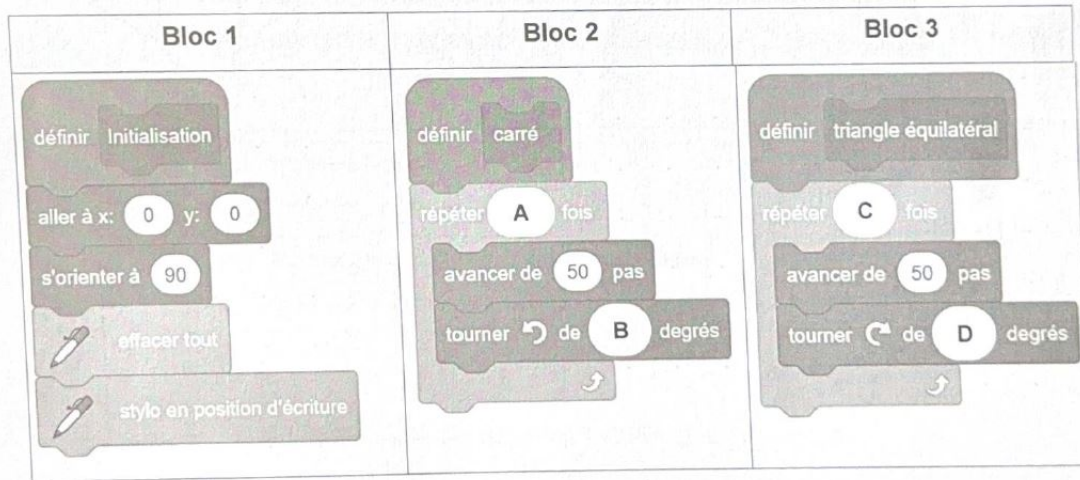 Bloc 1
définir Initialisation
aller à x: 0 y: 0
s'orienter à 90
effacer tout
stylo en position d'écriture
Bloc 2
définir carré
répéter A fois
avancer de 50 pas
tourner de B degrés
Bloc 3
définir triangle équilatéral
répéter C fois
avancer de 50 pas
tourner de D degrés